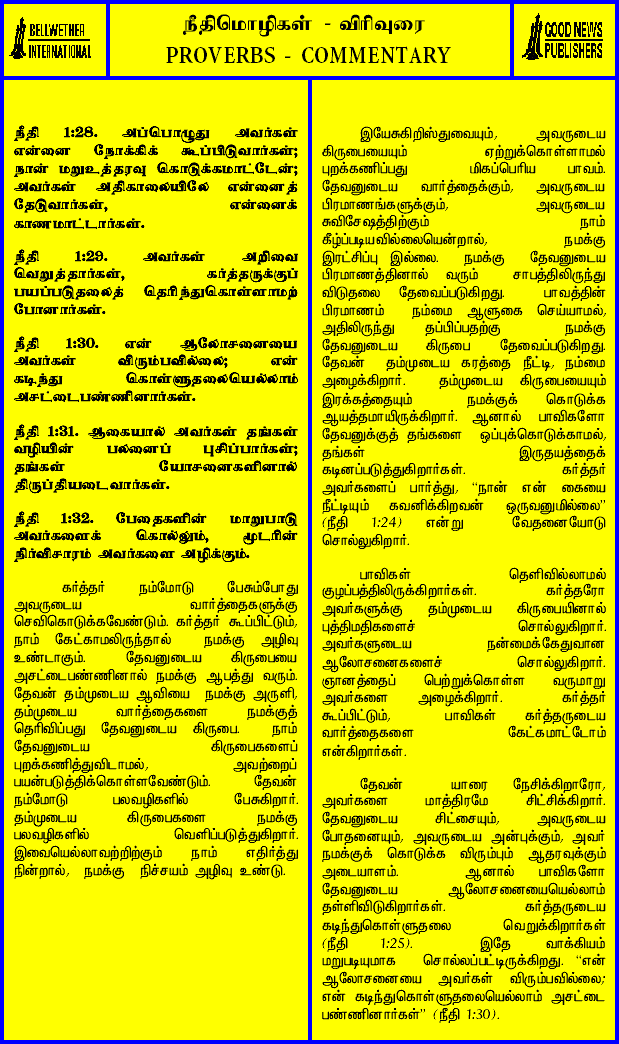 BELLWETHER
INTERNATIONAL
நீதிமொழிகள் - விரிவுரை
PROVERBS - COMMENTARY
GOOD NEWS
PUBLISHERS
நீதி 1:28. அப்பொழுது அவர்கள்
என்னை நோக்கிக் கூப்பிடுவார்கள்;
நான் மறுஉத்தரவு கொடுக்கமாட்டேன்;
அவர்கள் அதிகாலையிலே என்னைத்
தேடுவார்கள், என்னைக்
காணமாட்டார்கள்.
நீதி 1:29. அவர்கள் அறிவை
வெறுத்தார்கள், கர்த்தருக்குப்
பயப்படுதலைத் தெரிந்துகொள்ளாமற்
போனார்கள்.
நீதி 1:30. என் ஆலோசனையை
அவர்கள் விரும்பவில்லை; என்
கடிந்து கொள்ளுதலையெல்லாம்
அசட்டைபண்ணினார்கள்.
நீதி 1:31. ஆகையால் அவர்கள் தங்கள்
வழியின் பலனைப் புசிப்பார்கள்;
தங்கள் யோசனைகளினால்
திருப்தியடைவார்கள்.
நீதி 1:32. பேதைகளின் மாறுபாடு
அவர்களைக் கொல்லும், மூடரின்
நிர்விசாரம் அவர்களை அழிக்கும்.
கர்த்தர் நம்மோடு பேசும்போது
அவருடைய வார்த்தைகளுக்கு
செவிகொடுக்கவேண்டும். கர்த்தர் கூப்பிட்டும்,
நாம் கேட்காமலிருந்தால் நமக்கு அழிவு
உண்டாகும். தேவனுடைய கிருபையை
அசட்டைபண்ணினால் நமக்கு ஆபத்து வரும்.
தேவன் தம்முடைய ஆவியை நமக்கு அருளி,
தம்முடைய வார்த்தைகளை நமக்குத்
தெரிவிப்பது தேவனுடைய கிருபை. நாம்
தேவனுடைய கிருபைகளைப்
புறக்கணித்துவிடாமல், அவற்றைப்
பயன்படுத்திக்கொள்ளவேண்டும். தேவன்
நம்மோடு பலவழிகளில் பேசுகிறார்.
தம்முடைய கிருபைகளை நமக்கு
பலவழிகளில் வெளிப்படுத்துகிறார்.
இவையெல்லாவற்றிற்கும் நாம் எதிர்த்து
நின்றால், நமக்கு நிச்சயம் அழிவு உண்டு.
இயேசுகிறிஸ்துவையும், அவருடைய
கிருபையையும் ஏற்றுக்கொள்ளாமல்
புறக்கணிப்பது மிகப்பெரிய பாவம்.
தேவனுடைய வார்த்தைக்கும், அவருடைய
பிரமாணங்களுக்கும், அவருடைய
சுவிசேஷத்திற்கும் நாம்
கீழ்ப்படியவில்லையென்றால், நமக்கு
இரட்சிப்பு இல்லை. நமக்கு தேவனுடைய
பிரமாணத்தினால் வரும் சாபத்திலிருந்து
விடுதலை தேவைப்படுகிறது. பாவத்தின்
பிரமாணம் நம்மை ஆளுகை செய்யாமல்,
அதிலிருந்து தப்பிப்பதற்கு நமக்கு
தேவனுடைய கிருபை தேவைப்படுகிறது.
தேவன் தம்முடைய கரத்தை நீட்டி, நம்மை
அழைக்கிறார். தம்முடைய கிருபையையும்
இரக்கத்தையும் நமக்குக் கொடுக்க
ஆயத்தமாயிருக்கிறார். ஆனால் பாவிகளோ
தேவனுக்குத் தங்களை ஒப்புக்கொடுக்காமல்,
தங்கள் இருதயத்தைக்
கடினப்படுத்துகிறார்கள். கர்த்தர்
அவர்களைப் பார்த்து, “நான் என் கையை
நீட்டியும் கவனிக்கிறவன் ஒருவனுமில்லை”
(நீதி 1:24) என்று வேதனையோடு
சொல்லுகிறார்.
பாவிகள் தெளிவில்லாமல்
குழப்பத்திலிருக்கிறார்கள். கர்த்தரோ
அவர்களுக்கு தம்முடைய கிருபையினால்
புத்திமதிகளைச் சொல்லுகிறார்.
அவர்களுடைய நன்மைக்கேதுவான
ஆலோசனைகளைச் சொல்லுகிறார்.
ஞானத்தைப் பெற்றுக்கொள்ள வருமாறு
அவர்களை அழைக்கிறார். கர்த்தர்
கூப்பிட்டும், பாவிகள் கர்த்தருடைய
வார்த்தைகளை கேட்கமாட்டோம்
என்கிறார்கள்.
தேவன் யாரை நேசிக்கிறாரோ,
அவர்களை மாத்திரமே சிட்சிக்கிறார்.
தேவனுடைய சிட்சையும், அவருடைய
போதனையும், அவருடைய அன்புக்கும், அவர்
நமக்குக் கொடுக்க விரும்பும் ஆதரவுக்கும்
அடையாளம். ஆனால் பாவிகளோ
தேவனுடைய ஆலோசனையையெல்லாம்
தள்ளிவிடுகிறார்கள். கர்த்தருடைய
கடிந்துகொள்ளுதலை வெறுக்கிறார்கள்
(நீதி 1:25). இதே வாக்கியம்
மறுபடியுமாக சொல்லப்பட்டிருக்கிறது. “என்
ஆலோசனையை அவர்கள் விரும்பவில்லை;
என் கடிந்துகொள்ளுதலையெல்லாம் அசட்டை
பண்ணினார்கள்” (நீதி 1:30).